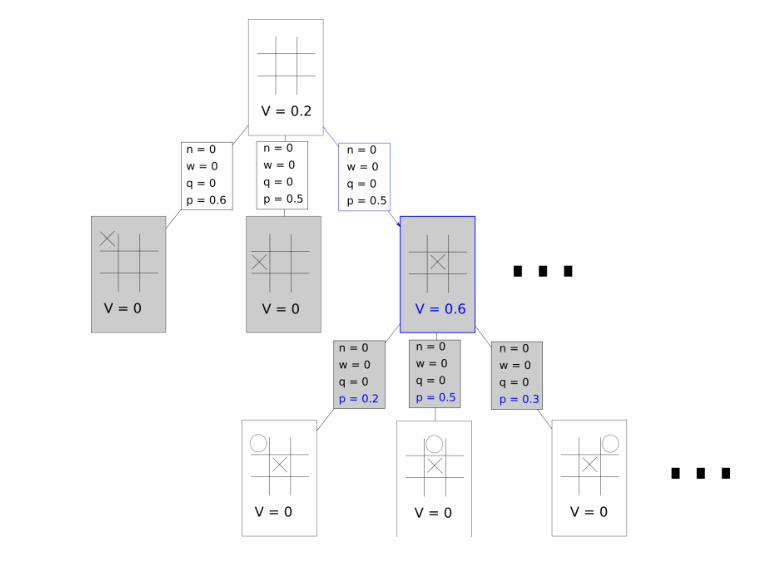 V = 0.2
n = 0
w = 0
q = 0
p = 0.6
n = 0
w = 0
q = 0
p = 0.5
n = 0
w = 0
q = 0
p = 0.5
V = 0
V = 0
V = 0.6
n = 0
w = 0
q = 0
p = 0.2
n = 0
w = 0
q = 0
p = 0.5
n = 0
w = 0
q = 0
p = 0.3
V = 0
V = 0
V = 0